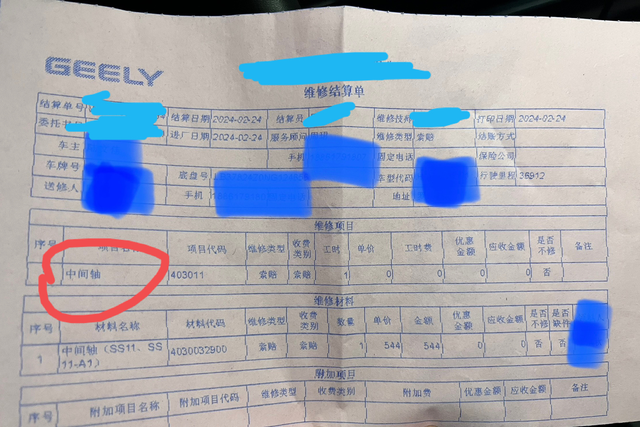 GEELY
维修结算单
结算单号 结算日期 2024-02-24 结算员 维修技师 打印日期 2024-02-24
委托书号 进厂日期 2024-02-24 服务顾问 维修类型 索赔 结账方式
车主 手机 固定电话 保险公司
车牌号 底盘号 车型代码 行驶里程 36912
送修人 手机 地址
维修项目
序号 项目名称 项目代码 维修类型 收费类别 工时 单价 工时费 优惠金额 应收金额 是否不修 备注
中间轴 403011 索赔 索赔 1 0 0 0 0 否
维修材料
序号 材料名称 材料代码 维修类型 收费类别 数量 单价 金额 优惠金额 应收金额 是否不修 是否缺件
1 中间轴（SS11、SS11-A1） 4030032900 索赔 索赔 1 544 544 0 0 否 否
附加项目
序号 附加项目名称 附加项目代码 维修类型 收费类别 附加费 优惠金额 应收金额 备注